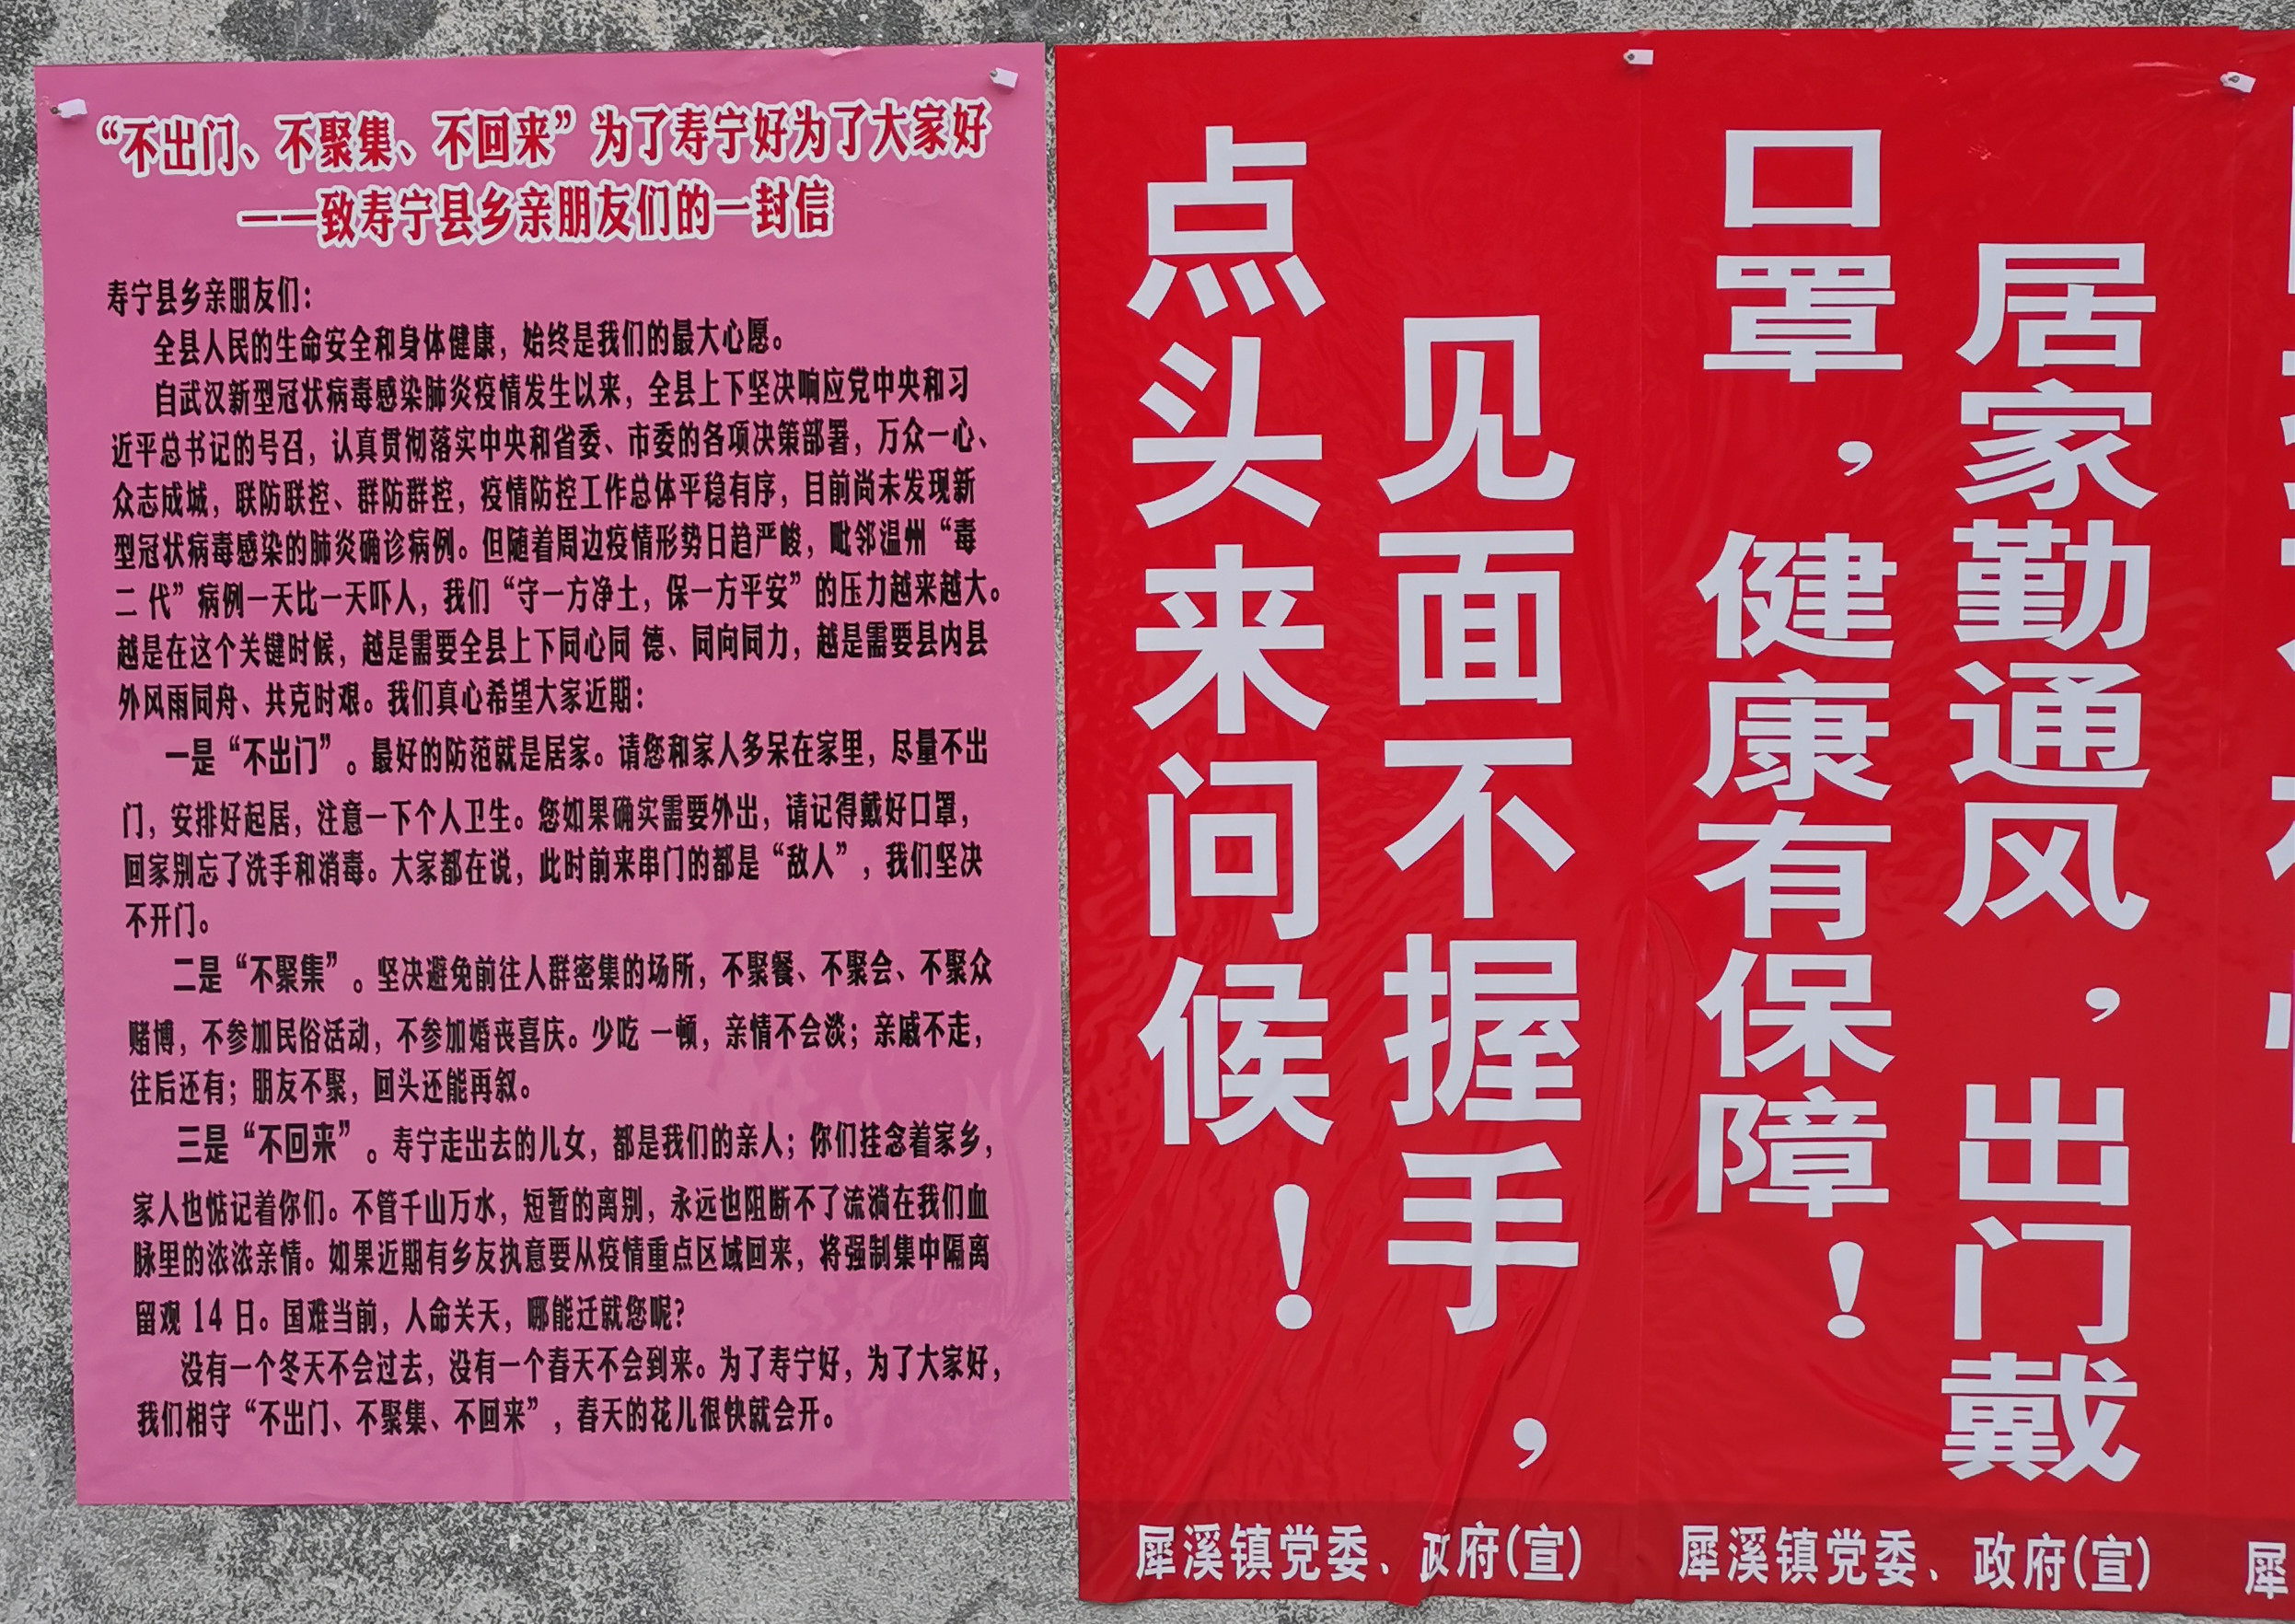 “不出门、不聚集、不回来”为了寿宁好为了大家好
——致寿宁县乡亲朋友们的一封信
寿宁县乡亲朋友们：
全县人民的生命安全和身体健康，始终是我们的最大心愿。
自武汉新型冠状病毒感染肺炎疫情发生以来，全县上下坚决响应党中央和习
近平总书记的号召，认真贯彻落实中央和省委、市委的各项决策部署，万众一心、
众志成城，联防联控、群防群控，疫情防控工作总体平稳有序，目前尚未发现新
型冠状病毒感染的肺炎确诊病例。但随着周边疫情形势日趋严峻，毗邻温州“毒
二 代”病例一天比一天吓人，我们“守一方净土，保一方平安”的压力越来越大。
越是在这个关键时候，越是需要全县上下同心同 德、同向同力，越是需要县内县
外风雨同舟、共克时艰。我们真心希望大家近期：
一是“不出门”。最好的防范就是居家。请您和家人多呆在家里，尽量不出
门，安排好起居，注意一下个人卫生。您如果确实需要外出，请记得戴好口罩，
回家别忘了洗手和消毒。大家都在说，此时前来串门的都是“敌人”，我们坚决
不开门。
二是“不聚集”。坚决避免前往人群密集的场所，不聚餐、不聚会、不聚众
赌博，不参加民俗活动，不参加婚丧喜庆。少吃 一顿，亲情不会淡；亲戚不走，
往后还有；朋友不聚，回头还能再叙。
三是“不回来”。寿宁走出去的儿女，都是我们的亲人；你们挂念着家乡，
家人也惦记着你们。不管千山万水，短暂的离别，永远也阻断不了流淌在我们血
脉里的浓浓亲情。如果近期有乡友执意要从疫情重点区域回来，将强制集中隔离
留观 14 日。国难当前，人命关天，哪能迁就您呢？
没有一个冬天不会过去，没有一个春天不会到来。为了寿宁好，为了大家好，
我们相守“不出门、不聚集、不回来”，春天的花儿很快就会开。
见面不握手，
点头来问候！
犀溪镇党委、政府(宣)
居家勤通风，出门戴
口罩，健康有保障！
犀溪镇党委、政府(宣)
犀